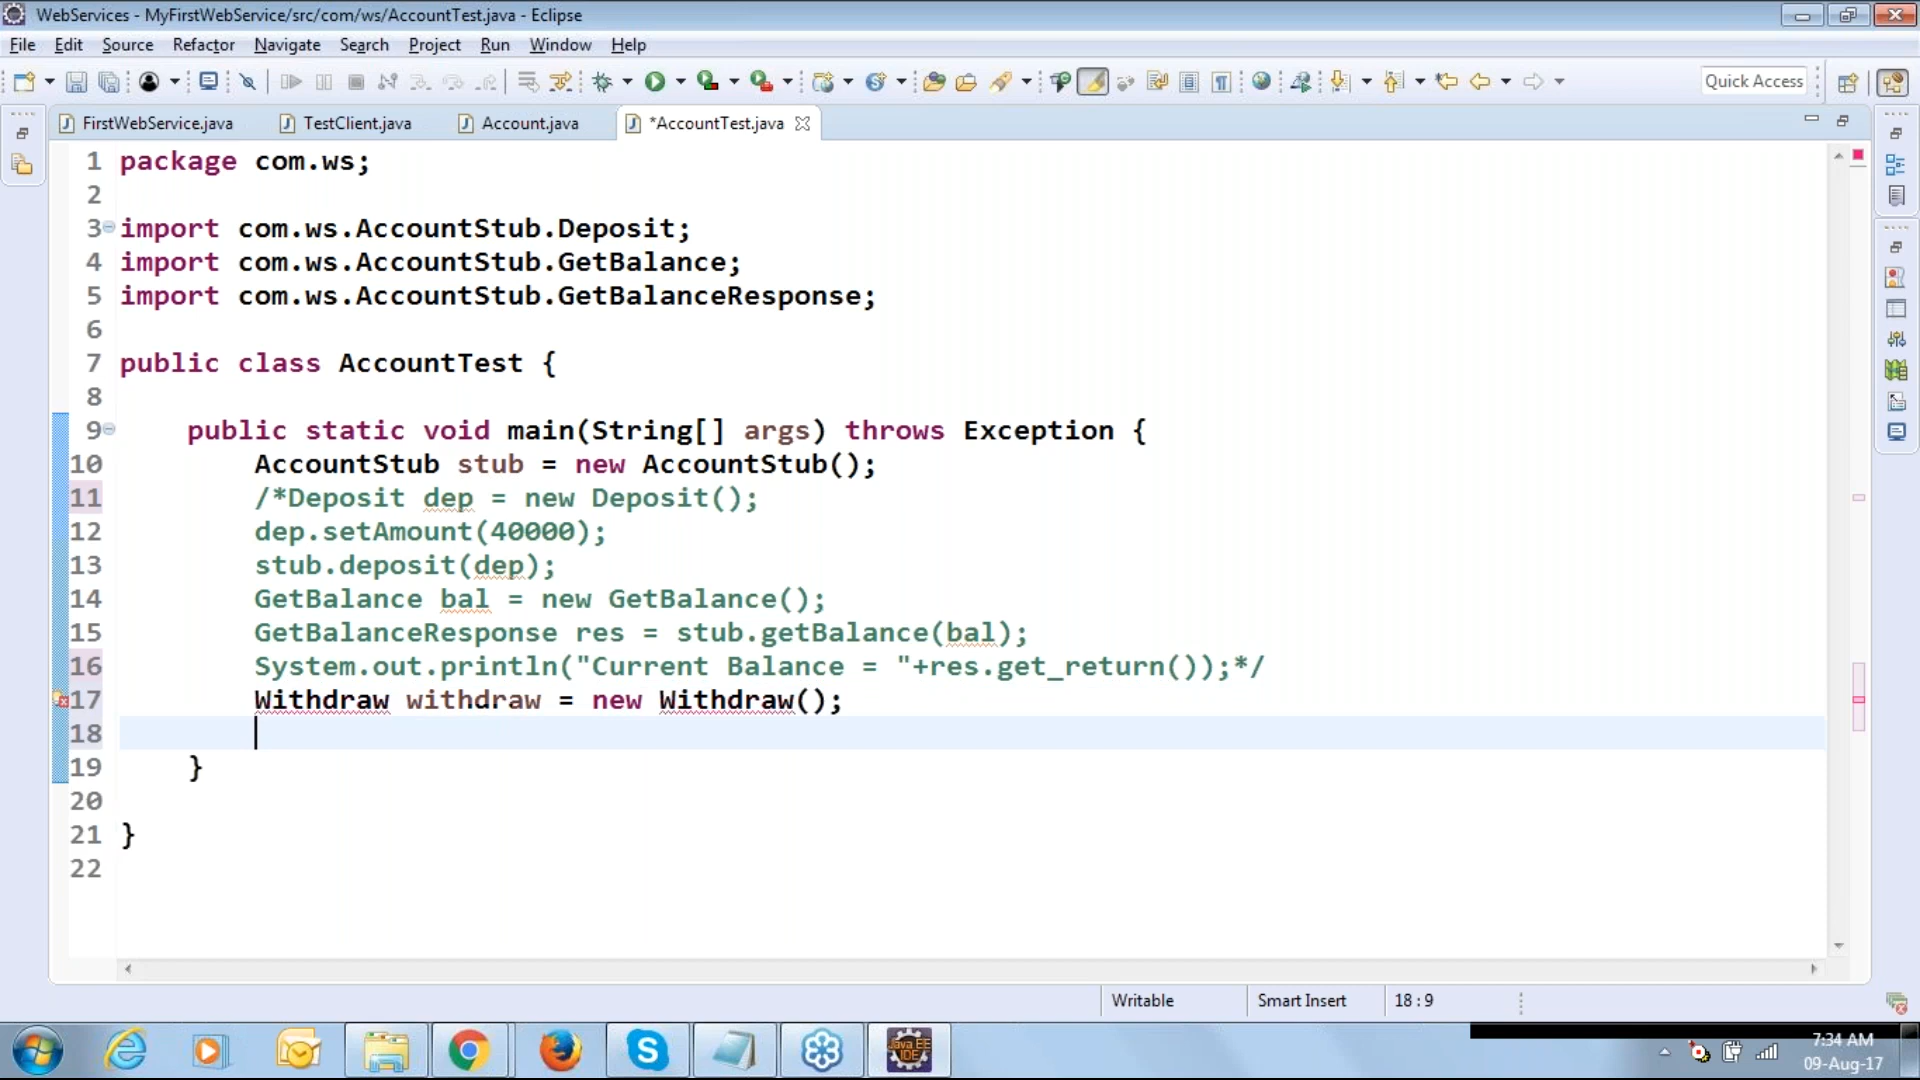 WebServices - MyFirstWebService/src/com/ws/AccountTest.java - Eclipse
File Edit Source Refactor Navigate Search Project Run Window Help
Quick Access
FirstWebService.java TestClient.java Account.java *AccountTest.java
1 package com.ws;
2
3 import com.ws.AccountStub.Deposit;
4 import com.ws.AccountStub.GetBalance;
5 import com.ws.AccountStub.GetBalanceResponse;
6
7 public class AccountTest {
8
9 public static void main(String[] args) throws Exception {
10 AccountStub stub = new AccountStub();
11 /*Deposit dep = new Deposit();
12 dep.setAmount(40000);
13 stub.deposit(dep);
14 GetBalance bal = new GetBalance();
15 GetBalanceResponse res = stub.getBalance(bal);
16 System.out.println("Current Balance = "+res.get_return());*/
17 Withdraw withdraw = new Withdraw();
18
19 }
20
21 }
22
Writable Smart Insert 18 : 9
Java EE
IDE
7:34 AM
09-Aug-17